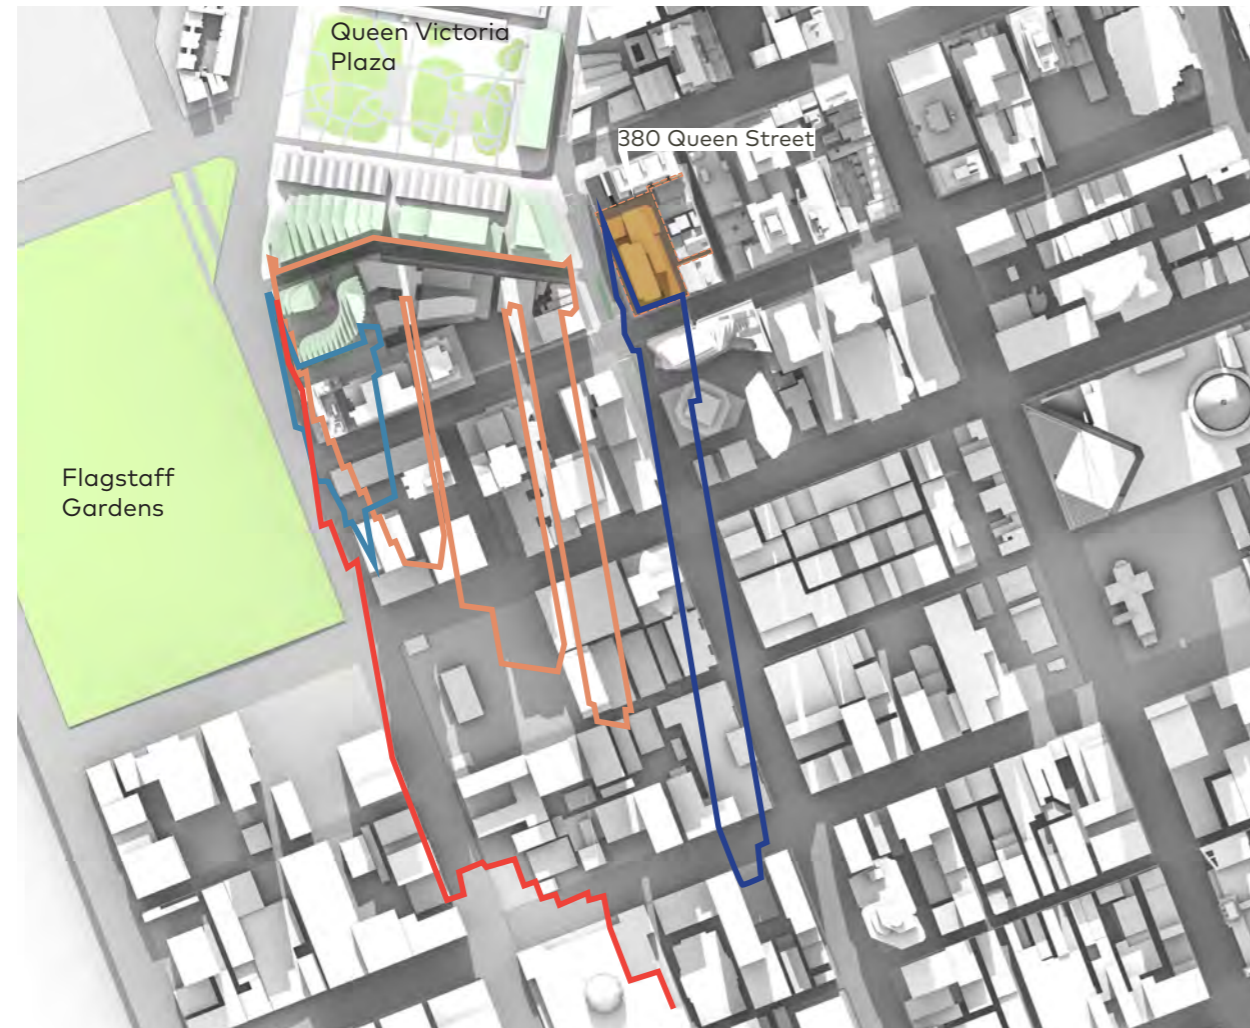 Queen Victoria
Plaza
380 Queen Street
Flagstaff
Gardens